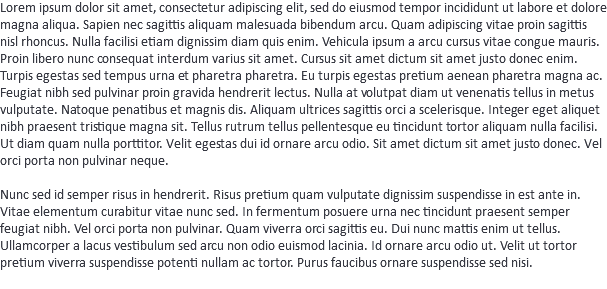 Lorem ipsum dolor sit amet, consectetur adipiscing elit, sed do eiusmod tempor incididunt ut labore et dolore
magna aliqua. Sapien nec sagittis aliquam malesuada bibendum arcu. Quam adipiscing vitae proin sagittis
nisl rhoncus. Nulla facilisi etiam dignissim diam quis enim. Vehicula ipsum a arcu cursus vitae congue mauris.
Proin libero nunc consequat interdum varius sit amet. Cursus sit amet dictum sit amet justo donec enim.
Turpis egestas sed tempus urna et pharetra pharetra. Eu turpis egestas pretium aenean pharetra magna ac.
Feugiat nibh sed pulvinar proin gravida hendrerit lectus. Nulla at volutpat diam ut venenatis tellus in metus
vulputate. Natoque penatibus et magnis dis. Aliquam ultrices sagittis orci a scelerisque. Integer eget aliquet
nibh praesent tristique magna sit. Tellus rutrum tellus pellentesque eu tincidunt tortor aliquam nulla facilisi.
Ut diam quam nulla porttitor. Velit egestas dui id ornare arcu odio. Sit amet dictum sit amet justo donec. Vel
orci porta non pulvinar neque.

Nunc sed id semper risus in hendrerit. Risus pretium quam vulputate dignissim suspendisse in est ante in.
Vitae elementum curabitur vitae nunc sed. In fermentum posuere urna nec tincidunt praesent semper
feugiat nibh. Vel orci porta non pulvinar. Quam viverra orci sagittis eu. Dui nunc mattis enim ut tellus.
Ullamcorper a lacus vestibulum sed arcu non odio euismod lacinia. Id ornare arcu odio ut. Velit ut tortor
pretium viverra suspendisse potenti nullam ac tortor. Purus faucibus ornare suspendisse sed nisi.